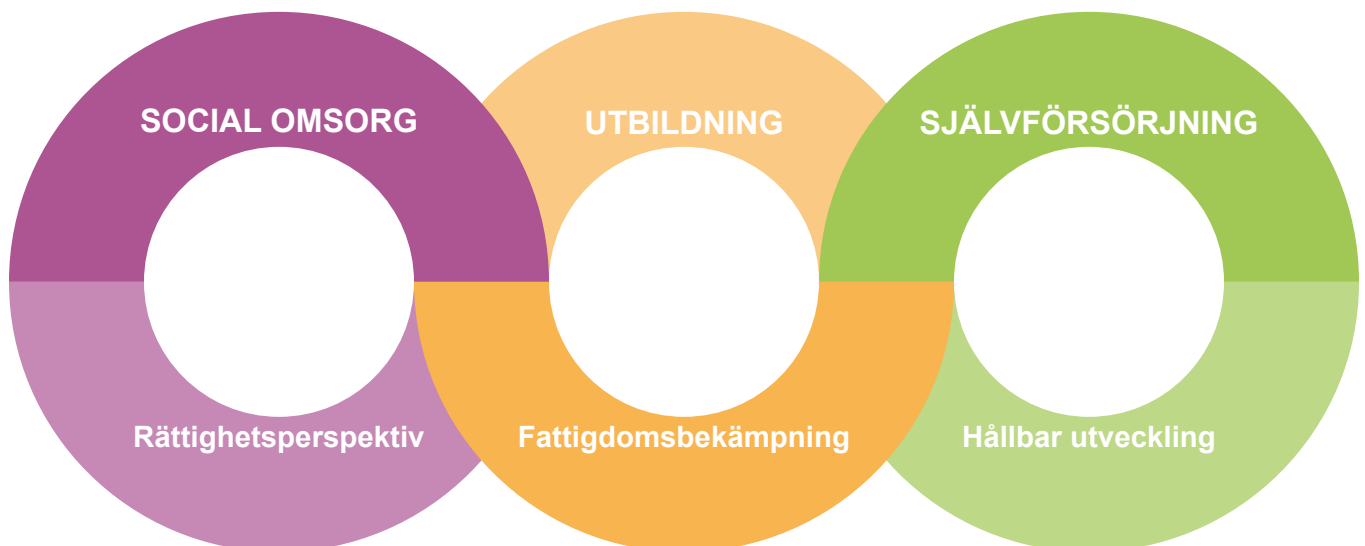 SOCIAL OMSORG
UTBILDNING
SJÄLVFÖRSÖRJNING
Rättighetsperspektiv
Fattigdomsbekämpning
Hållbar utveckling